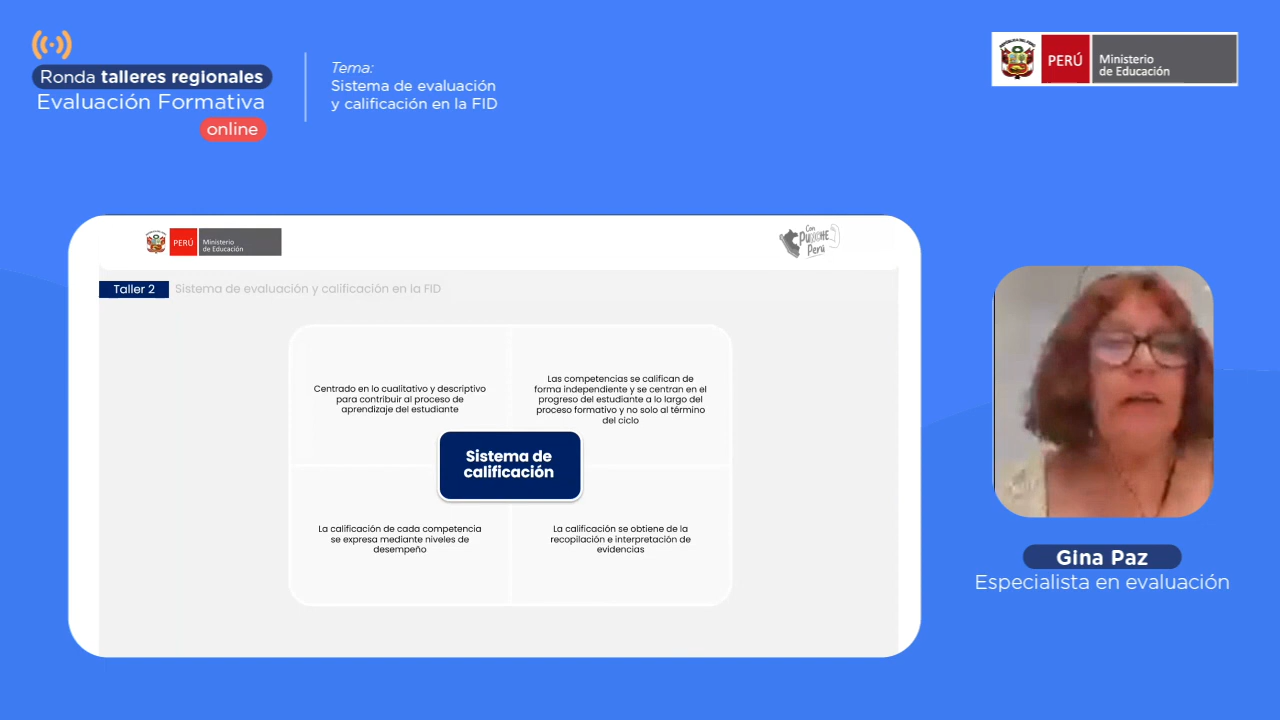 Ronda talleres regionales
Evaluación Formativa
online
Tema:
Sistema de evaluación
y calificación en la FID
PERÚ
Ministerio
de Educación
PERÚ
Ministerio
de Educación
Con
Punche
Perú
Taller 2
Sistema de evaluación y calificación en la FID
Centrado en lo cualitativo y descriptivo
para contribuir al proceso de
aprendizaje del estudiante
Las competencias se califican de
forma independiente y se centran en el
progreso del estudiante a lo largo del
proceso formativo y no solo al término
del ciclo
Sistema de
calificación
La calificación de cada competencia
se expresa mediante niveles de
desempeño
La calificación se obtiene de la
recopilación e interpretación de
evidencias
Gina Paz
Especialista en evaluación